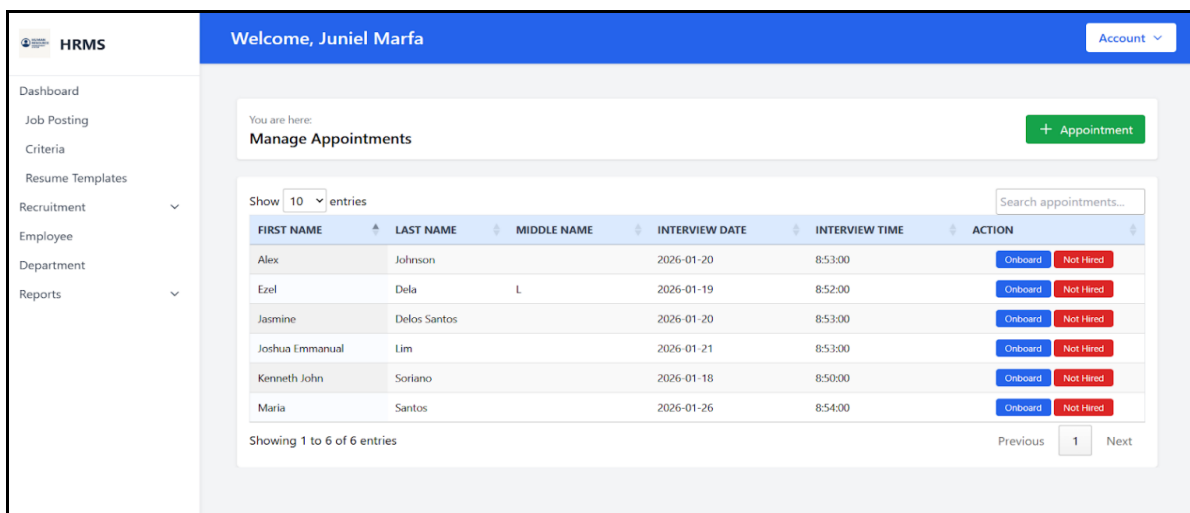 HRMS
Welcome, Juniel Marfa
Account
Dashboard
Job Posting
Criteria
Resume Templates
Recruitment
Employee
Department
Reports
You are here:
Manage Appointments
+ Appointment
Show 10 entries
Search appointments...
FIRST NAME LAST NAME MIDDLE NAME INTERVIEW DATE INTERVIEW TIME ACTION
Alex Johnson 2026-01-20 8:53:00 Onboard Not Hired
Ezel Dela L 2026-01-19 8:52:00 Onboard Not Hired
Jasmine Delos Santos 2026-01-20 8:53:00 Onboard Not Hired
Joshua Emmanual Lim 2026-01-21 8:53:00 Onboard Not Hired
Kenneth John Soriano 2026-01-18 8:50:00 Onboard Not Hired
Maria Santos 2026-01-26 8:54:00 Onboard Not Hired
Showing 1 to 6 of 6 entries
Previous 1 Next